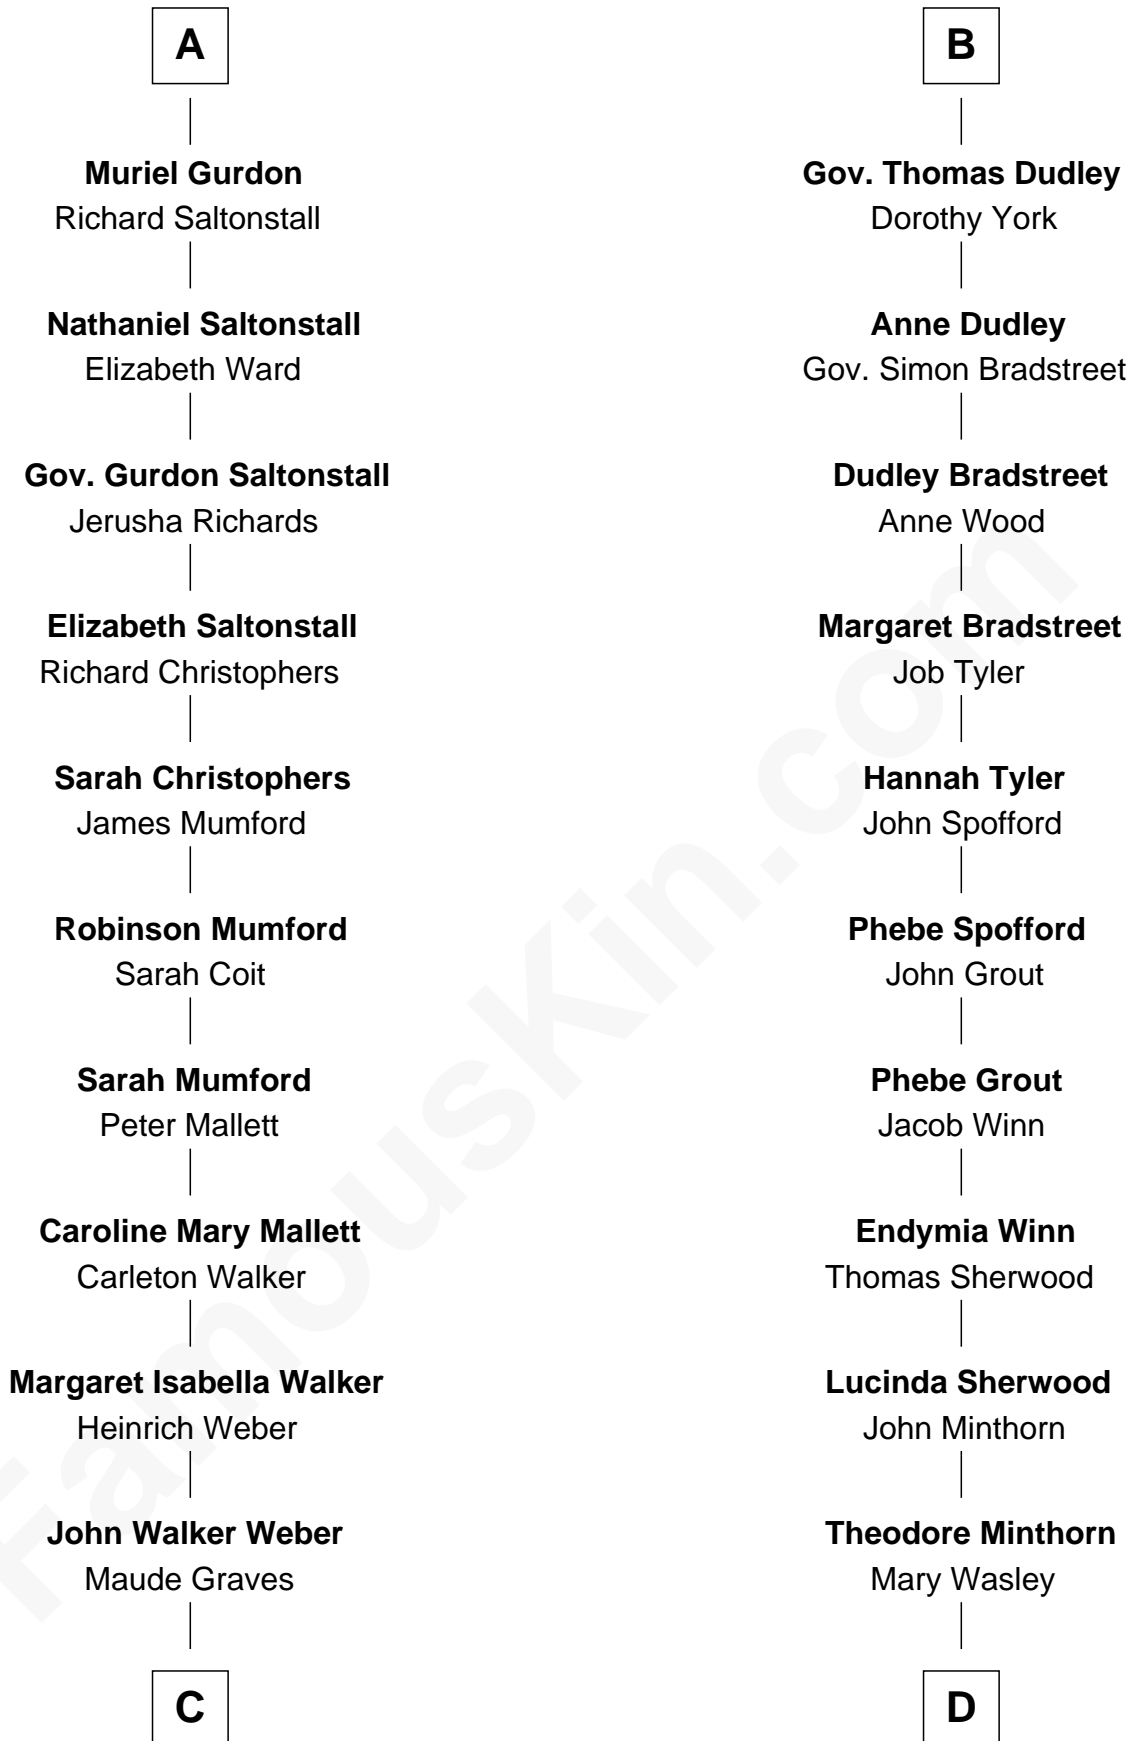 A
Muriel Gurdon
Richard Saltonstall
Nathaniel Saltonstall
Elizabeth Ward
Gov. Gurdon Saltonstall
Jerusha Richards
Elizabeth Saltonstall
Richard Christophers
Sarah Christophers
James Mumford
Robinson Mumford
Sarah Coit
Sarah Mumford
Peter Mallett
Caroline Mary Mallett
Carleton Walker
Margaret Isabella Walker
Heinrich Weber
John Walker Weber
Maude Graves
C
B
Gov. Thomas Dudley
Dorothy York
Anne Dudley
Gov. Simon Bradstreet
Dudley Bradstreet
Anne Wood
Margaret Bradstreet
Job Tyler
Hannah Tyler
John Spofford
Phebe Spofford
John Grout
Phebe Grout
Jacob Winn
Endymia Winn
Thomas Sherwood
Lucinda Sherwood
John Minthorn
Theodore Minthorn
Mary Wasley
D
FamousKin.com